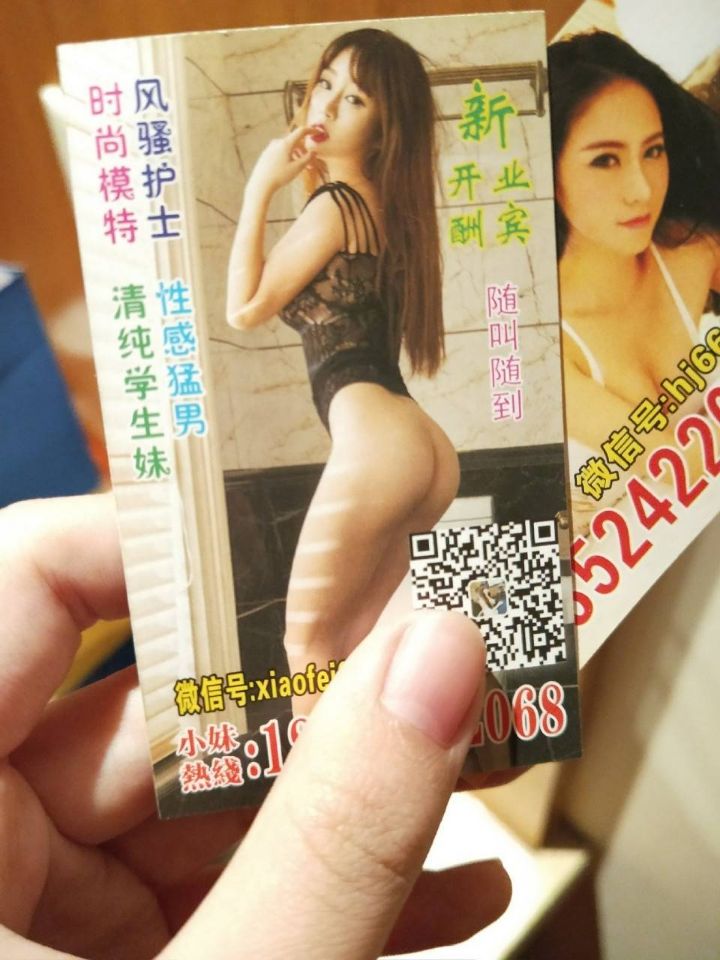 时尚模特
风骚护士
清纯学生妹
性感猛男
新
开业
酬宾
随叫随到
微信号:xiaofei
小妹
熱綫:18
2068
微信号:hj66
524220